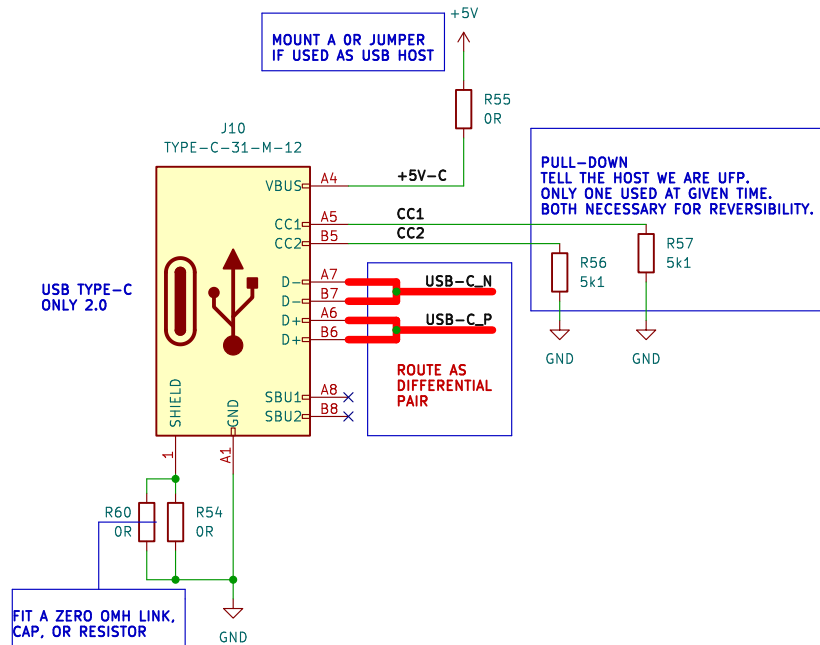 +5V
MOUNT A 0R JUMPER
IF USED AS USB HOST
R55
0R
J10
TYPE-C-31-M-12
PULL-DOWN
TELL THE HOST WE ARE UFP.
ONLY ONE USED AT GIVEN TIME.
BOTH NECESSARY FOR REVERSIBILITY.
VBUS
A4
+5V-C
CC1
A5
CC1
CC2
B5
CC2
R56
5k1
R57
5k1
USB TYPE-C
ONLY 2.0
D-
A7
USB-C_N
D-
B7
D+
A6
USB-C_P
D+
B6
GND
GND
ROUTE AS
DIFFERENTIAL
PAIR
SBU1
A8
SBU2
B8
SHIELD
GND
1
A1
R60
0R
R54
0R
FIT A ZERO OMH LINK,
CAP, OR RESISTOR
GND